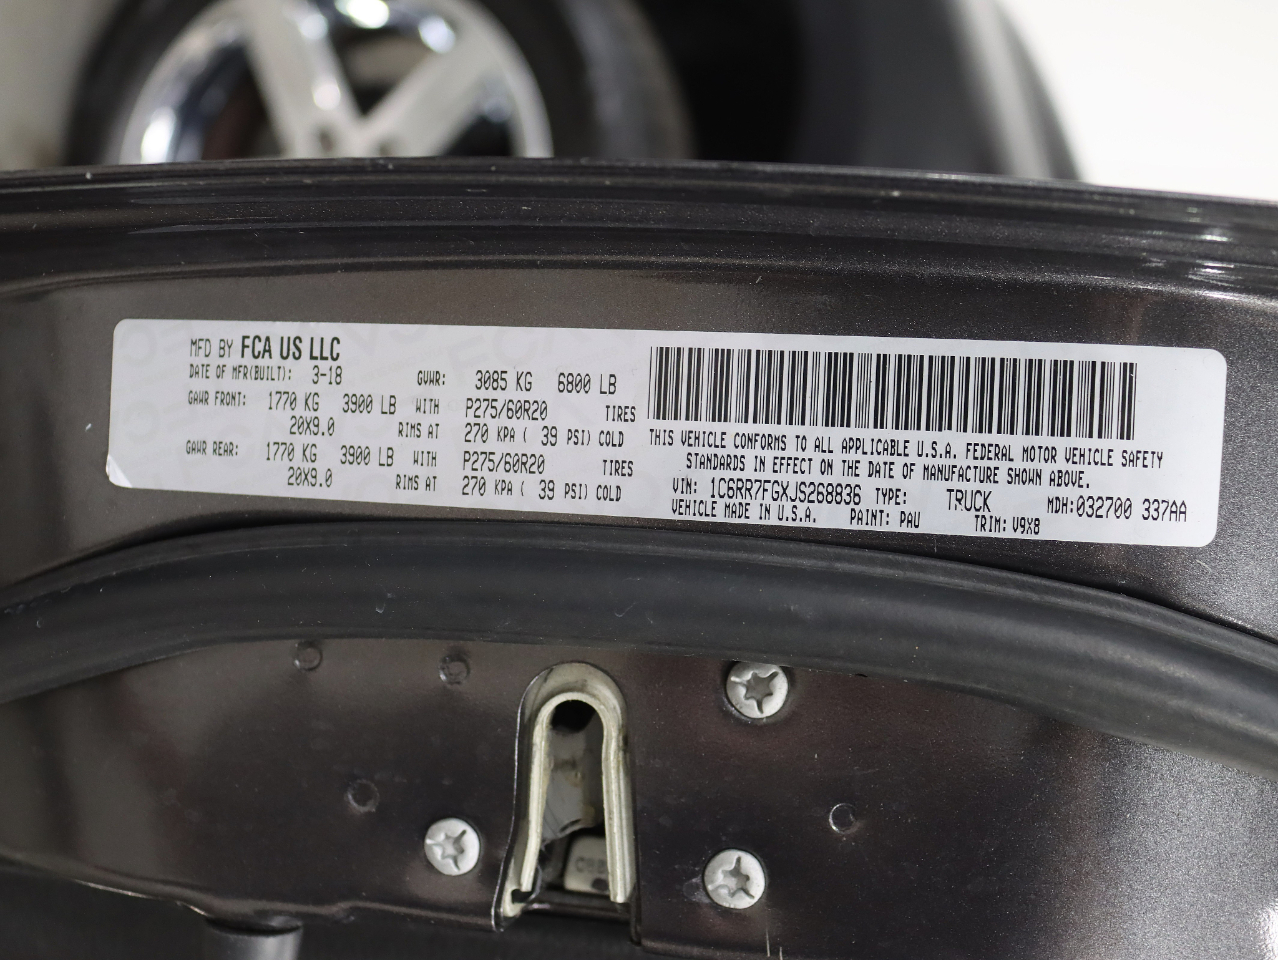 MFD BY FCA US LLC
DATE OF MFR(BUILT): 3-18 GVWR: 3085 KG 6800 LB
GAWR FRONT: 1770 KG 3900 LB WITH P275/60R20 TIRES
20X9.0 RIMS AT 270 KPA ( 39 PSI) COLD
GAWR REAR: 1770 KG 3900 LB WITH P275/60R20 TIRES
20X9.0 RIMS AT 270 KPA ( 39 PSI) COLD
THIS VEHICLE CONFORMS TO ALL APPLICABLE U.S.A. FEDERAL MOTOR VEHICLE SAFETY
STANDARDS IN EFFECT ON THE DATE OF MANUFACTURE SHOWN ABOVE.
VIN: 1C6RR7FGXJS268836 TYPE: TRUCK MDH:032700 337AA
VEHICLE MADE IN U.S.A. PAINT: PAU TRIM: V9X8